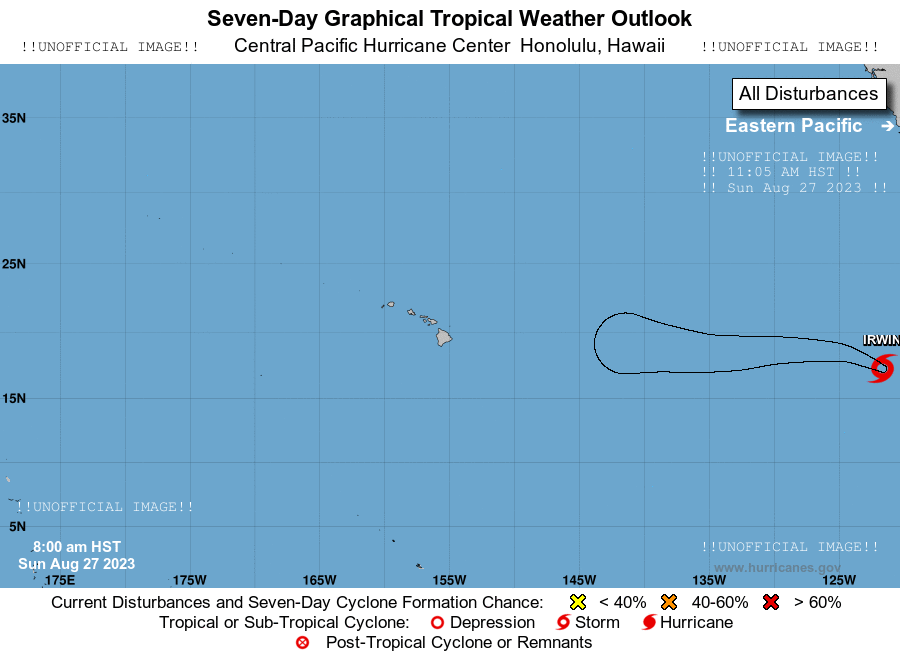 Seven-Day Graphical Tropical Weather Outlook
!!UNOFFICIAL IMAGE!! Central Pacific Hurricane Center Honolulu, Hawaii !!UNOFFICIAL IMAGE!!
All Disturbances
35N
Eastern Pacific →
!!UNOFFICIAL IMAGE!!
!! 11:05 AM HST !!
!! Sun Aug 27 2023 !!
25N
IRWIN
15N
!!UNOFFICIAL IMAGE!!
5N
8:00 am HST
Sun Aug 27 2023
!!UNOFFICIAL IMAGE!!
www.hurricanes.gov
175E 175W 165W 155W 145W 135W 125W
Current Disturbances and Seven-Day Cyclone Formation Chance: < 40% 40-60% > 60%
Tropical or Sub-Tropical Cyclone: Depression Storm Hurricane
Post-Tropical Cyclone or Remnants